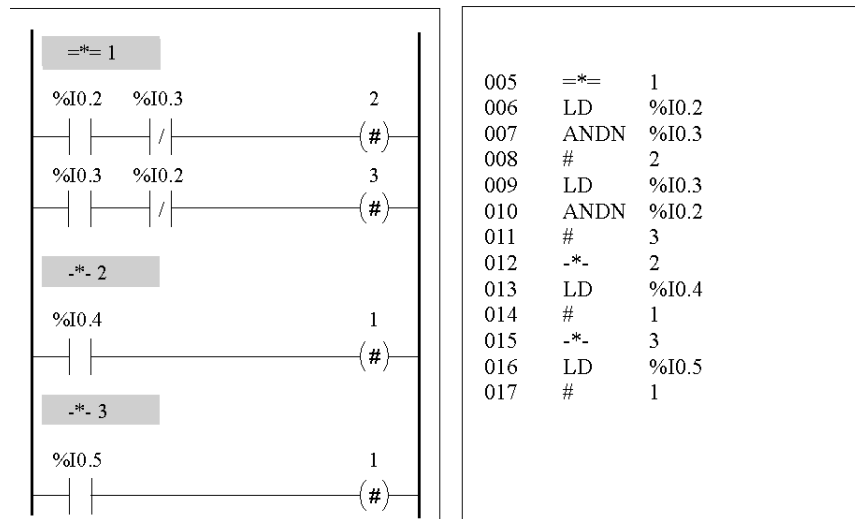 =*= 1
%I0.2 %I0.3 2
/ (#)
%I0.3 %I0.2 3
/ (#)
-*- 2
%I0.4 1
(#)
-*- 3
%I0.5 1
(#)
005 =*= 1
006 LD %I0.2
007 ANDN %I0.3
008 # 2
009 LD %I0.3
010 ANDN %I0.2
011 # 3
012 -*- 2
013 LD %I0.4
014 # 1
015 -*- 3
016 LD %I0.5
017 # 1